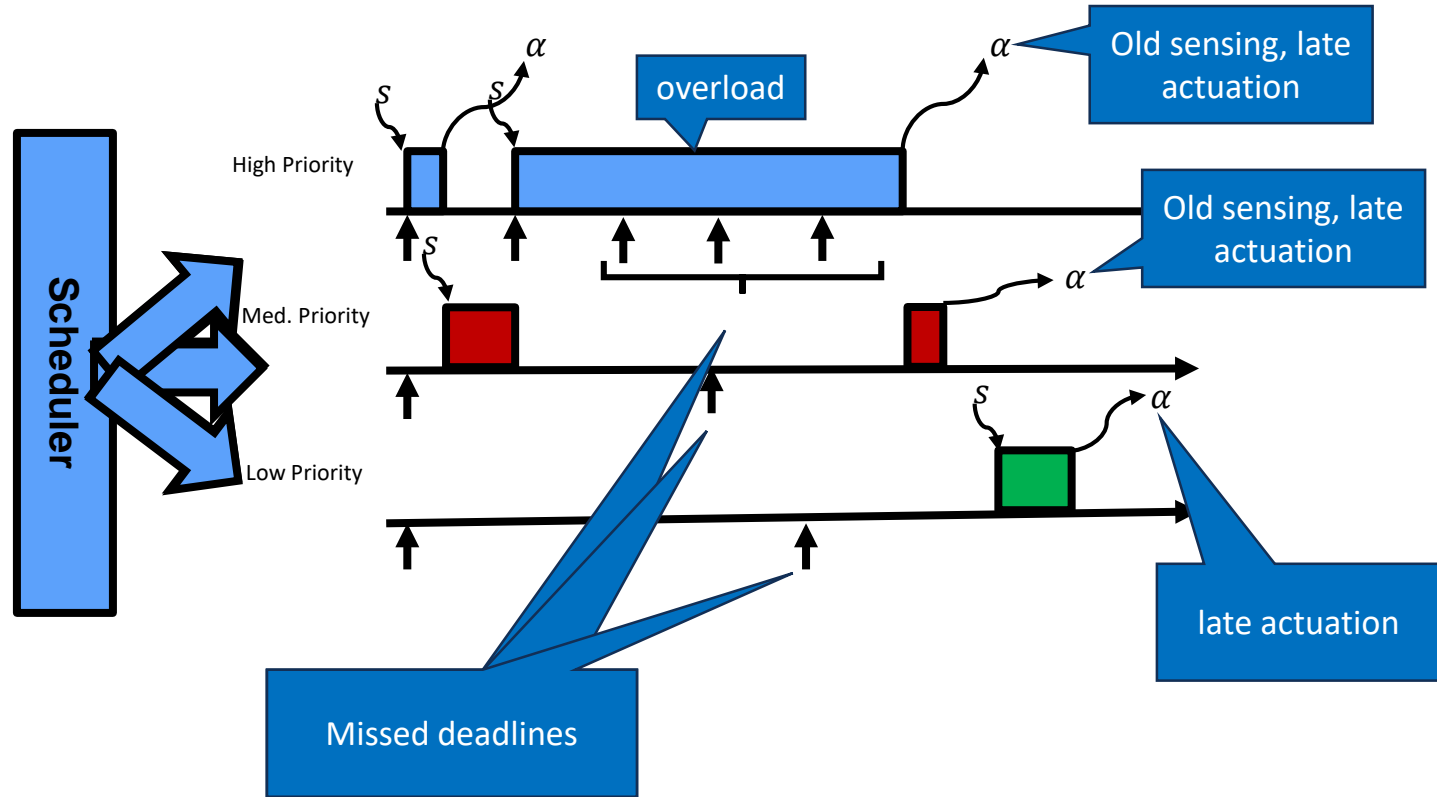 α
α
Old sensing, late
actuation
s
s
overload
High Priority
Old sensing, late
actuation
s
α
Scheduler
Med. Priority
s
α
Low Priority
late actuation
Missed deadlines